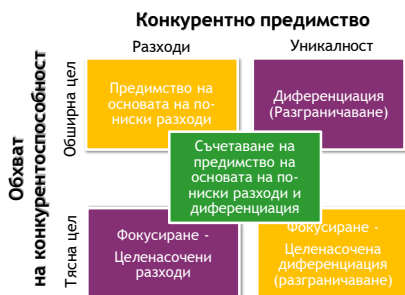 Конкурентно предимство
Разходи
Уникалност
Обхват
на конкурентоспособност
Обширна цел
Тясна цел
Предимство на
основата на по-
ниски разходи
Диференциация
(Разграничаване)
Съчетаване на
предимство на
основата на по-
ниски разходи и
диференциация
Фокусиране -
Целенасочени
разходи
Фокусиране -
Целенасочена
диференциация
(разграничаване)